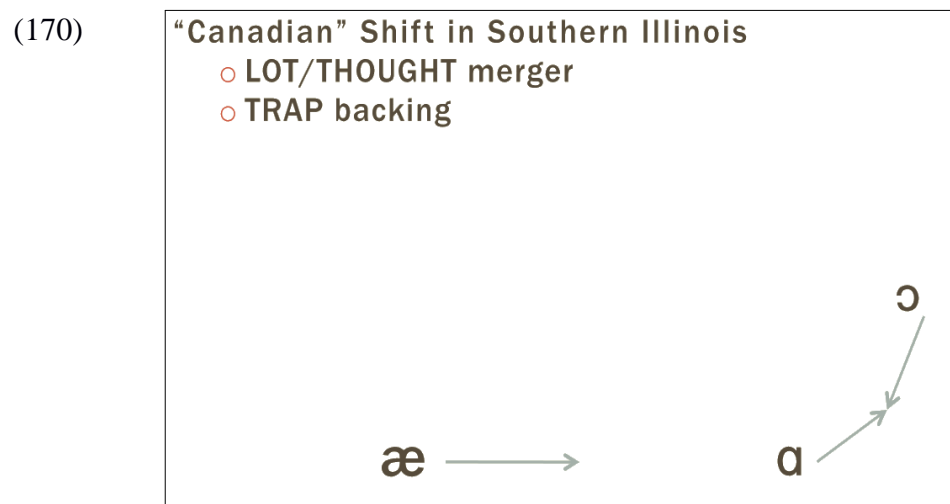 (170)
"Canadian" Shift in Southern Illinois
LOT/THOUGHT merger
TRAP backing
ɔ
æ ɑ